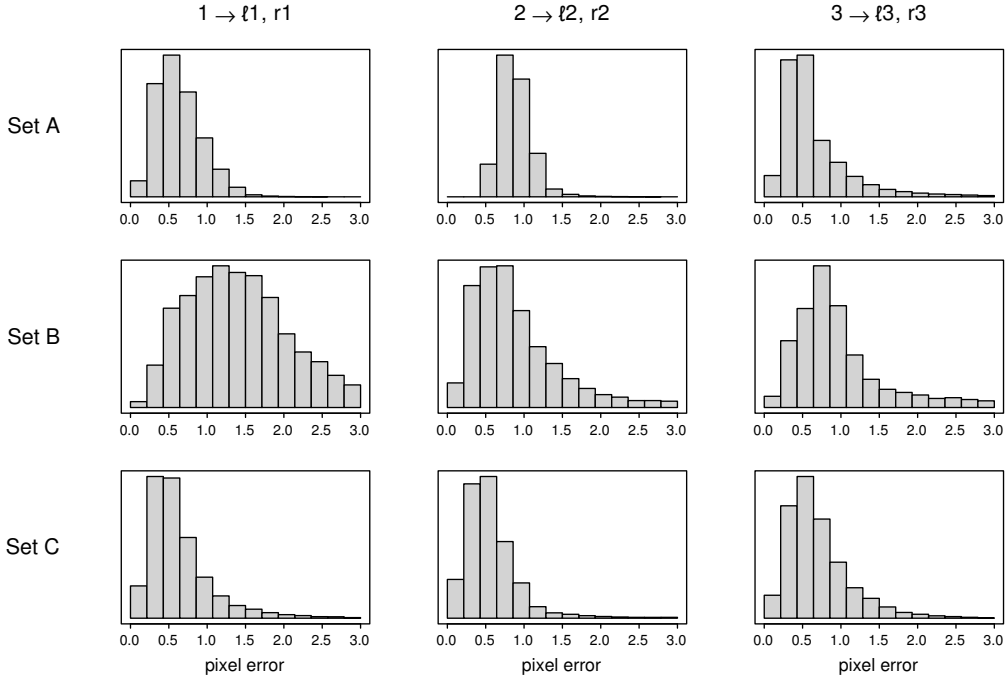 1 → ℓ1, r1 2 → ℓ2, r2 3 → ℓ3, r3
Set A
0.0 0.5 1.0 1.5 2.0 2.5 3.0 0.0 0.5 1.0 1.5 2.0 2.5 3.0 0.0 0.5 1.0 1.5 2.0 2.5 3.0
Set B
0.0 0.5 1.0 1.5 2.0 2.5 3.0 0.0 0.5 1.0 1.5 2.0 2.5 3.0 0.0 0.5 1.0 1.5 2.0 2.5 3.0
Set C
0.0 0.5 1.0 1.5 2.0 2.5 3.0 0.0 0.5 1.0 1.5 2.0 2.5 3.0 0.0 0.5 1.0 1.5 2.0 2.5 3.0
pixel error pixel error pixel error